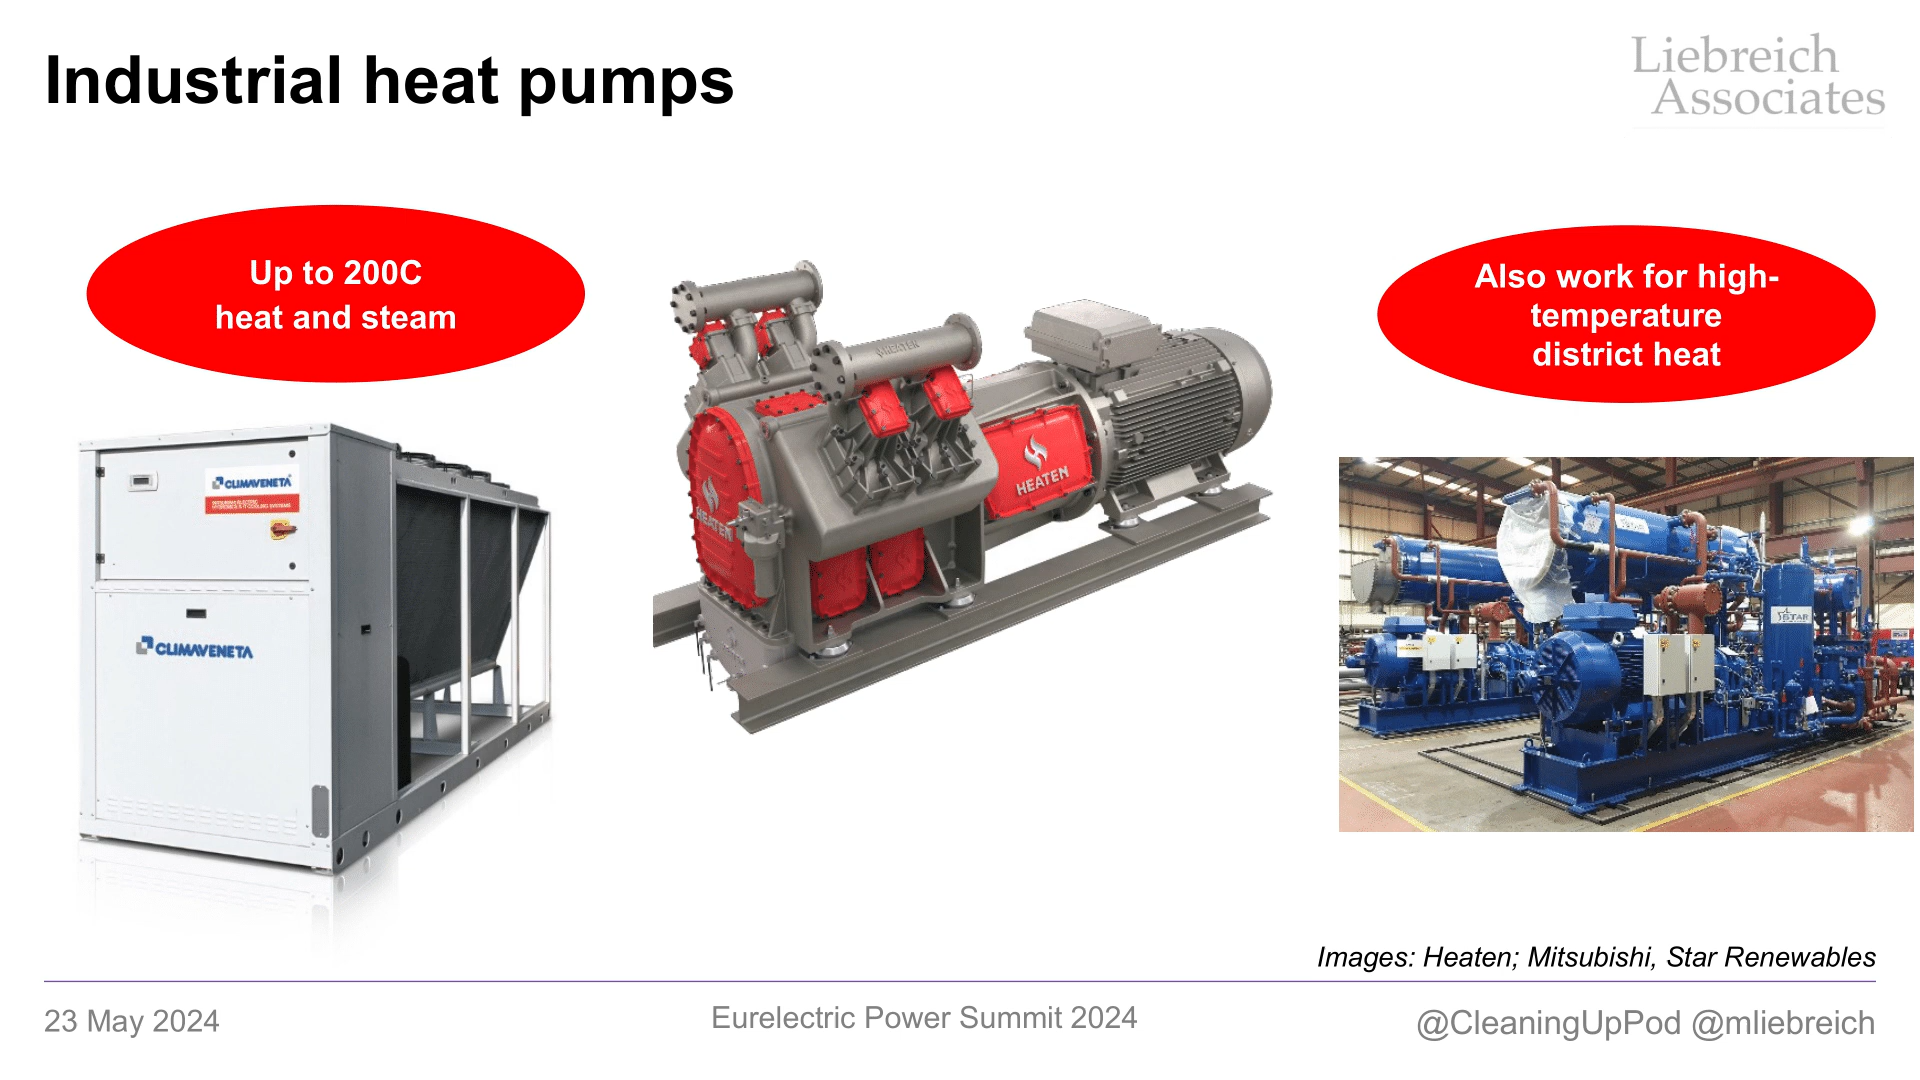 Industrial heat pumps
Liebreich
Associates
Up to 200C
heat and steam
Also work for high-
temperature
district heat
CLIMAVENETA
CLIMAVENETA
HEATEN
HEATEN
HEATEN
STAR
Images: Heaten; Mitsubishi, Star Renewables
23 May 2024
Eurelectric Power Summit 2024
@CleaningUpPod @mliebreich